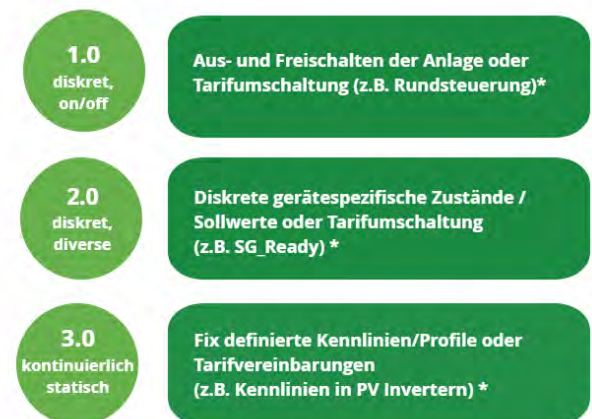 1.0
diskret,
on/off
Aus- und Freischalten der Anlage oder
Tarifumschaltung (z.B. Rundsteuerung)*
2.0
diskret,
diverse
Diskrete gerätespezifische Zustände /
Sollwerte oder Tarifumschaltung
(z.B. SG_Ready) *
3.0
kontinuierlich
statisch
Fix definierte Kennlinien/Profile oder
Tarifvereinbarungen
(z.B. Kennlinien in PV Invertern) *